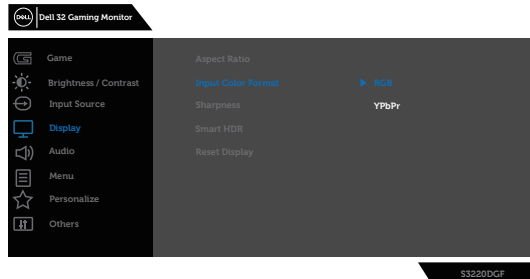 DELL Dell 32 Gaming Monitor
Game
Aspect Ratio
Input Color Format
RGB
Brightness / Contrast
Input Source
Sharpness
YPbPr
Display
Smart HDR
Audio
Reset Display
Menu
Personalize
Others
S3220DGF